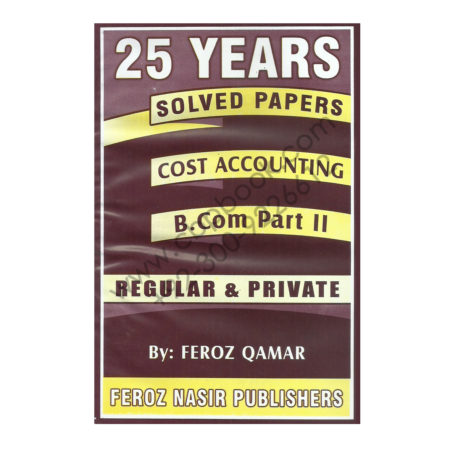 25 YEARS
SOLVED PAPERS
COST ACCOUNTING
B.Com Part II
REGULAR & PRIVATE
By: FEROZ QAMAR
FEROZ NASIR PUBLISHERS